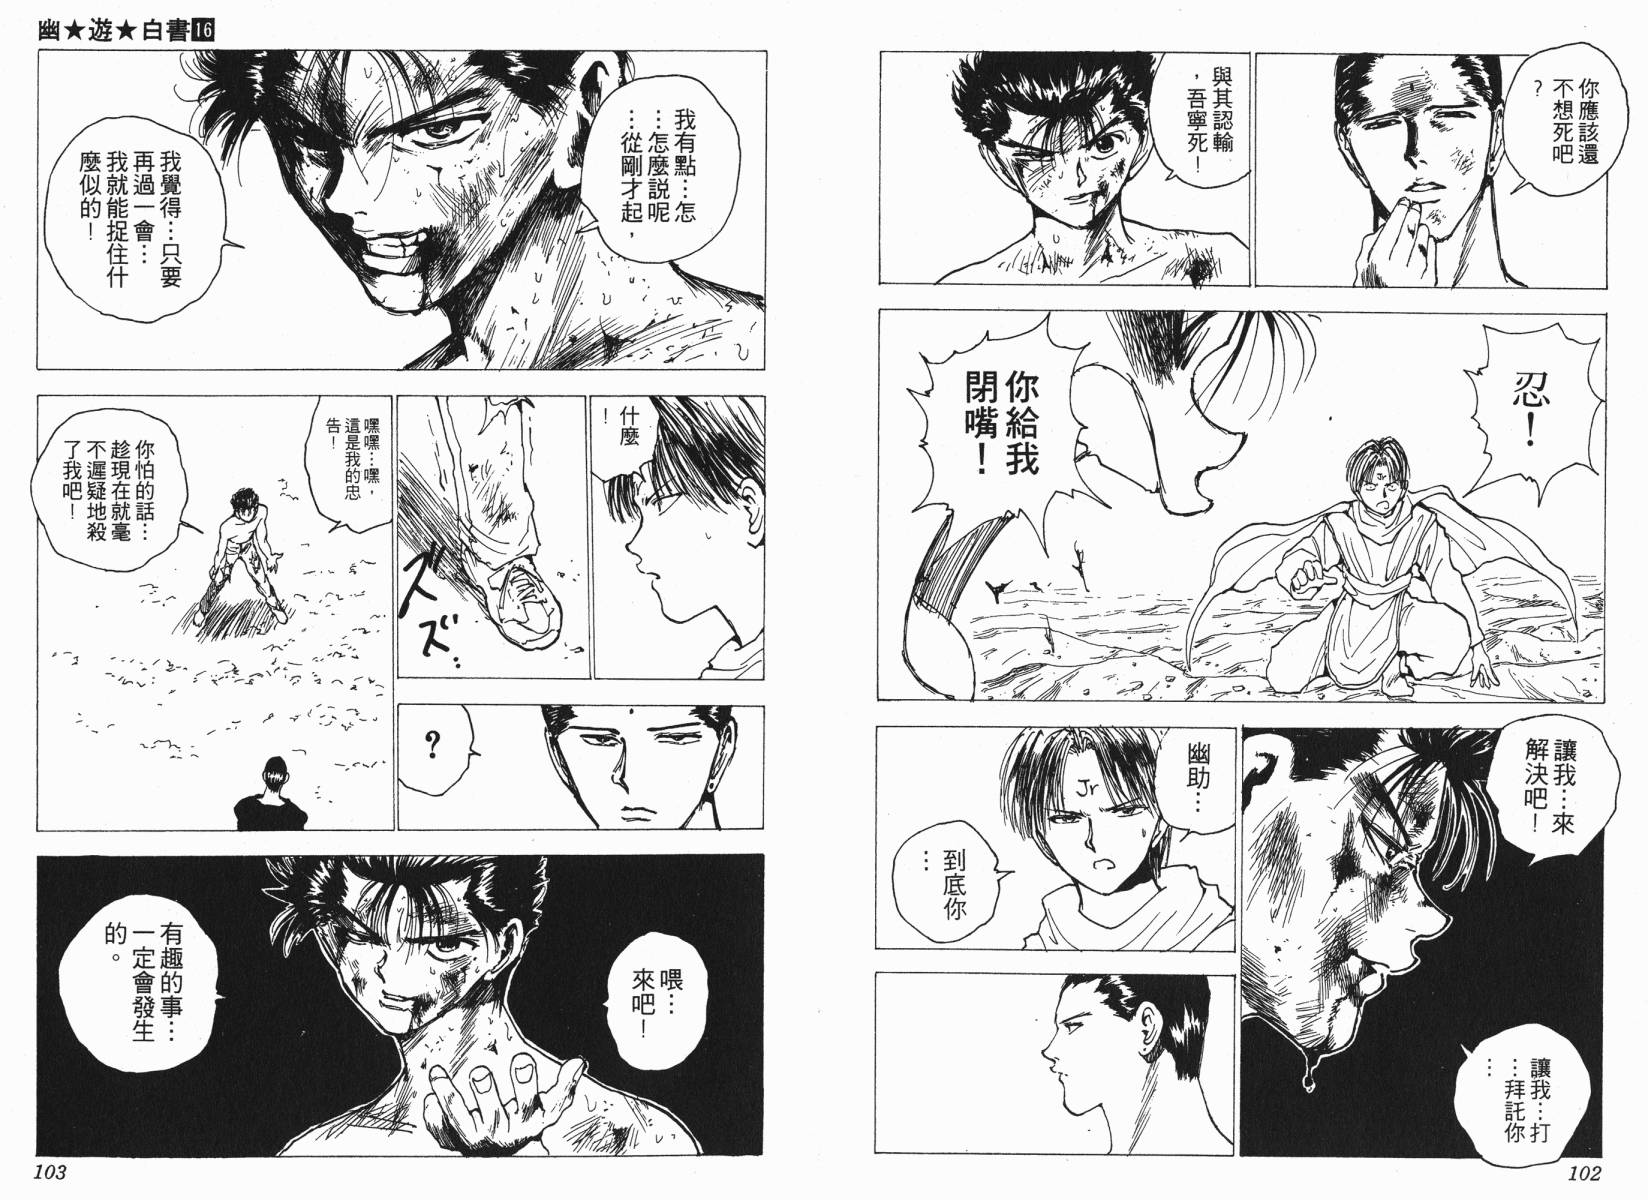 你應該還
不想死吧
?
與其認輸
，吾寧死！
忍！
你給我
閉嘴！
讓我…來
解決吧！
讓我…打
…拜託你
…
幽助…
Jr
到底你
…
102
幽★遊★白書16
我有點…怎
…怎麼說呢
…從剛才起，
我覺得…只要
再過一會…
我就能捉住什
麼似的！
什麼
！
ズ
ズ…
嘿嘿…嘿，
這是我的忠
告！
你怕的話…
趁現在就毫
不遲疑地殺
了我吧！
?
喂…
來吧！
有趣的事…
一定會發生
的。
103